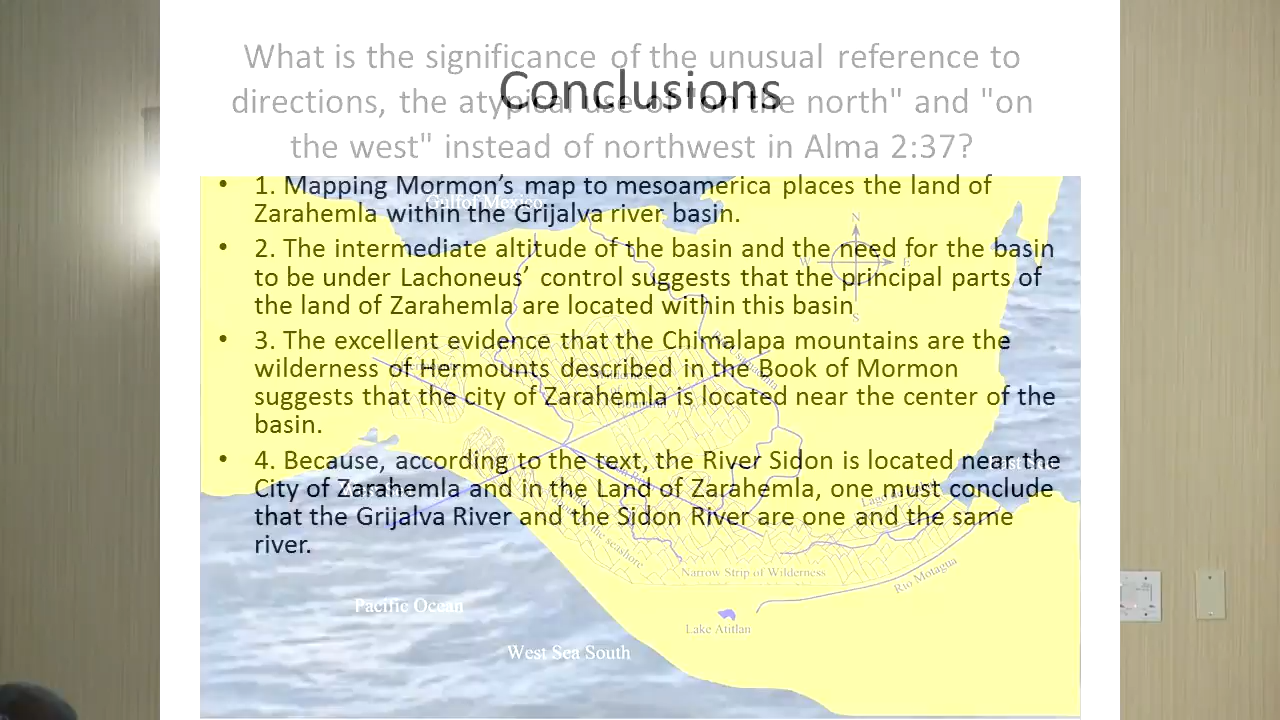 What is the significance of the unusual reference to
directions, the atypical use of "on the north" and "on
the west" instead of northwest in Alma 2:37?
Conclusions
• 1. Mapping Mormon's map to mesoamerica places the land of
Zarahemla within the Grijalva river basin.
• 2. The intermediate altitude of the basin and the need for the basin
to be under Lachoneus' control suggests that the principal parts of
the land of Zarahemla are located within this basin
• 3. The excellent evidence that the Chimalapa mountains are the
wilderness of Hermounts described in the Book of Mormon
suggests that the city of Zarahemla is located near the center of the
basin.
• 4. Because, according to the text, the River Sidon is located near the
City of Zarahemla and in the Land of Zarahemla, one must conclude
that the Grijalva River and the Sidon River are one and the same
river.
Gulf of Mexico
N
W
E
S
the seashore
Narrow Strip of Wilderness
Rio Motagua
Pacific Ocean
Lake Atitlan
West Sea South